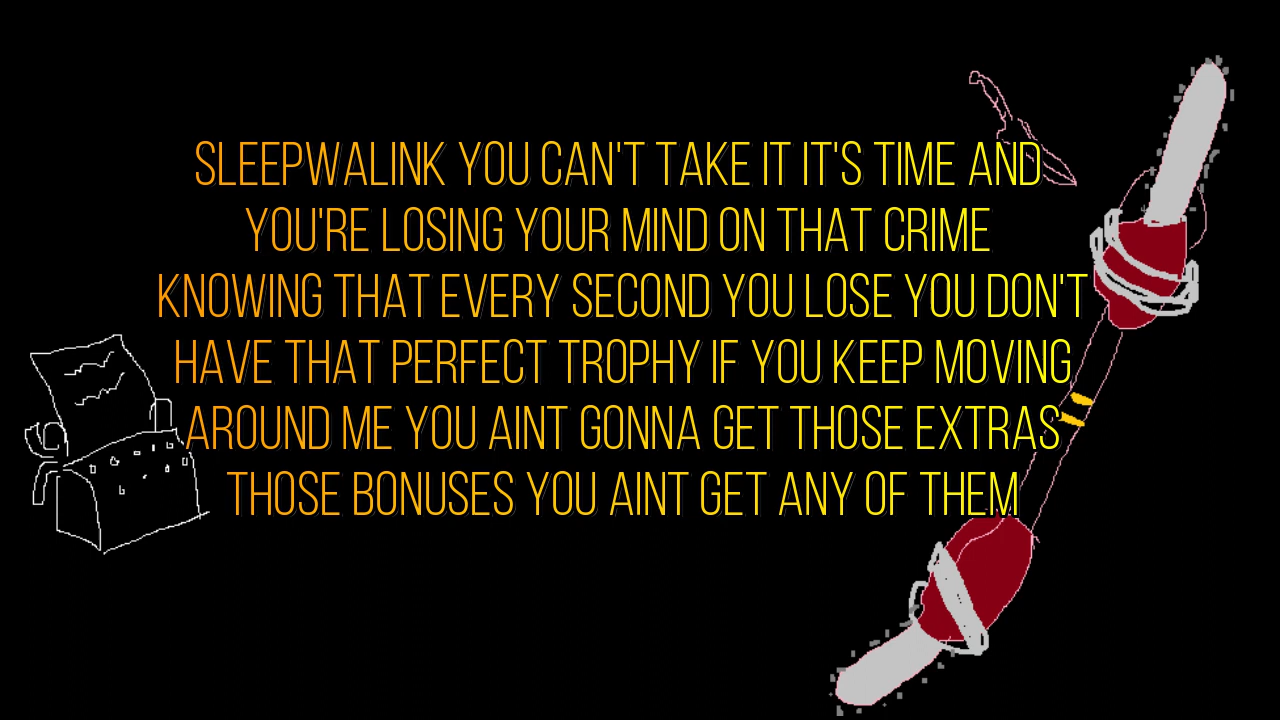 SLEEPWALINK YOU CAN'T TAKE IT IT'S TIME AND
YOU'RE LOSING YOUR MIND ON THAT CRIME
KNOWING THAT EVERY SECOND YOU LOSE YOU DON'T
HAVE THAT PERFECT TROPHY IF YOU KEEP MOVING
AROUND ME YOU AINT GONNA GET THOSE EXTRAS
THOSE BONUSES YOU AINT GET ANY OF THEM